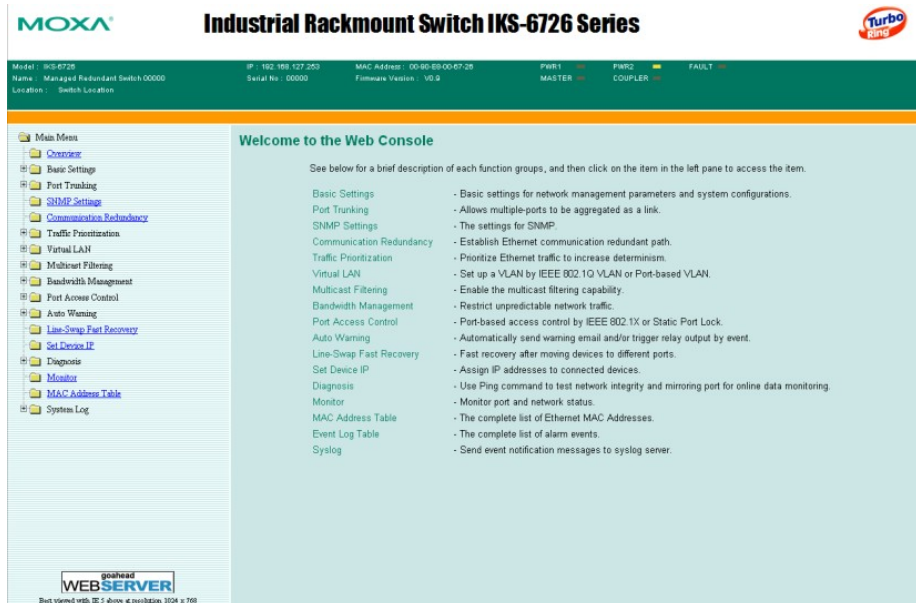 MOXA®
Industrial Rackmount Switch IKS-6726 Series
Turbo Ring
Model : IKS-6726
IP : 192.168.127.253
MAC Address : 00-90-E8-00-67-26
PWR1
PWR2
FAULT
Name : Managed Redundant Switch 00000
Serial No : 00000
Firmware Version : V0.9
MASTER
COUPLER
Location : Switch Location
Main Menu
Overview
Basic Settings
Port Trunking
SNMP Settings
Communication Redundancy
Traffic Prioritization
Virtual LAN
Multicast Filtering
Bandwidth Management
Port Access Control
Auto Warning
Line-Swap Fast Recovery
Set Device IP
Diagnosis
Monitor
MAC Address Table
System Log
goahead
WEBSERVER
Best viewed with IE 5 above at resolution 1024 x 768
Welcome to the Web Console
See below for a brief description of each function groups, and then click on the item in the left pane to access the item.
Basic Settings - Basic settings for network management parameters and system configurations.
Port Trunking - Allows multiple-ports to be aggregated as a link.
SNMP Settings - The settings for SNMP.
Communication Redundancy - Establish Ethernet communication redundant path.
Traffic Prioritization - Prioritize Ethernet traffic to increase determinism.
Virtual LAN - Set up a VLAN by IEEE 802.1Q VLAN or Port-based VLAN.
Multicast Filtering - Enable the multicast filtering capability.
Bandwidth Management - Restrict unpredictable network traffic.
Port Access Control - Port-based access control by IEEE 802.1X or Static Port Lock.
Auto Warning - Automatically send warning email and/or trigger relay output by event.
Line-Swap Fast Recovery - Fast recovery after moving devices to different ports.
Set Device IP - Assign IP addresses to connected devices.
Diagnosis - Use Ping command to test network integrity and mirroring port for online data monitoring.
Monitor - Monitor port and network status.
MAC Address Table - The complete list of Ethernet MAC Addresses.
Event Log Table - The complete list of alarm events.
Syslog - Send event notification messages to syslog server.